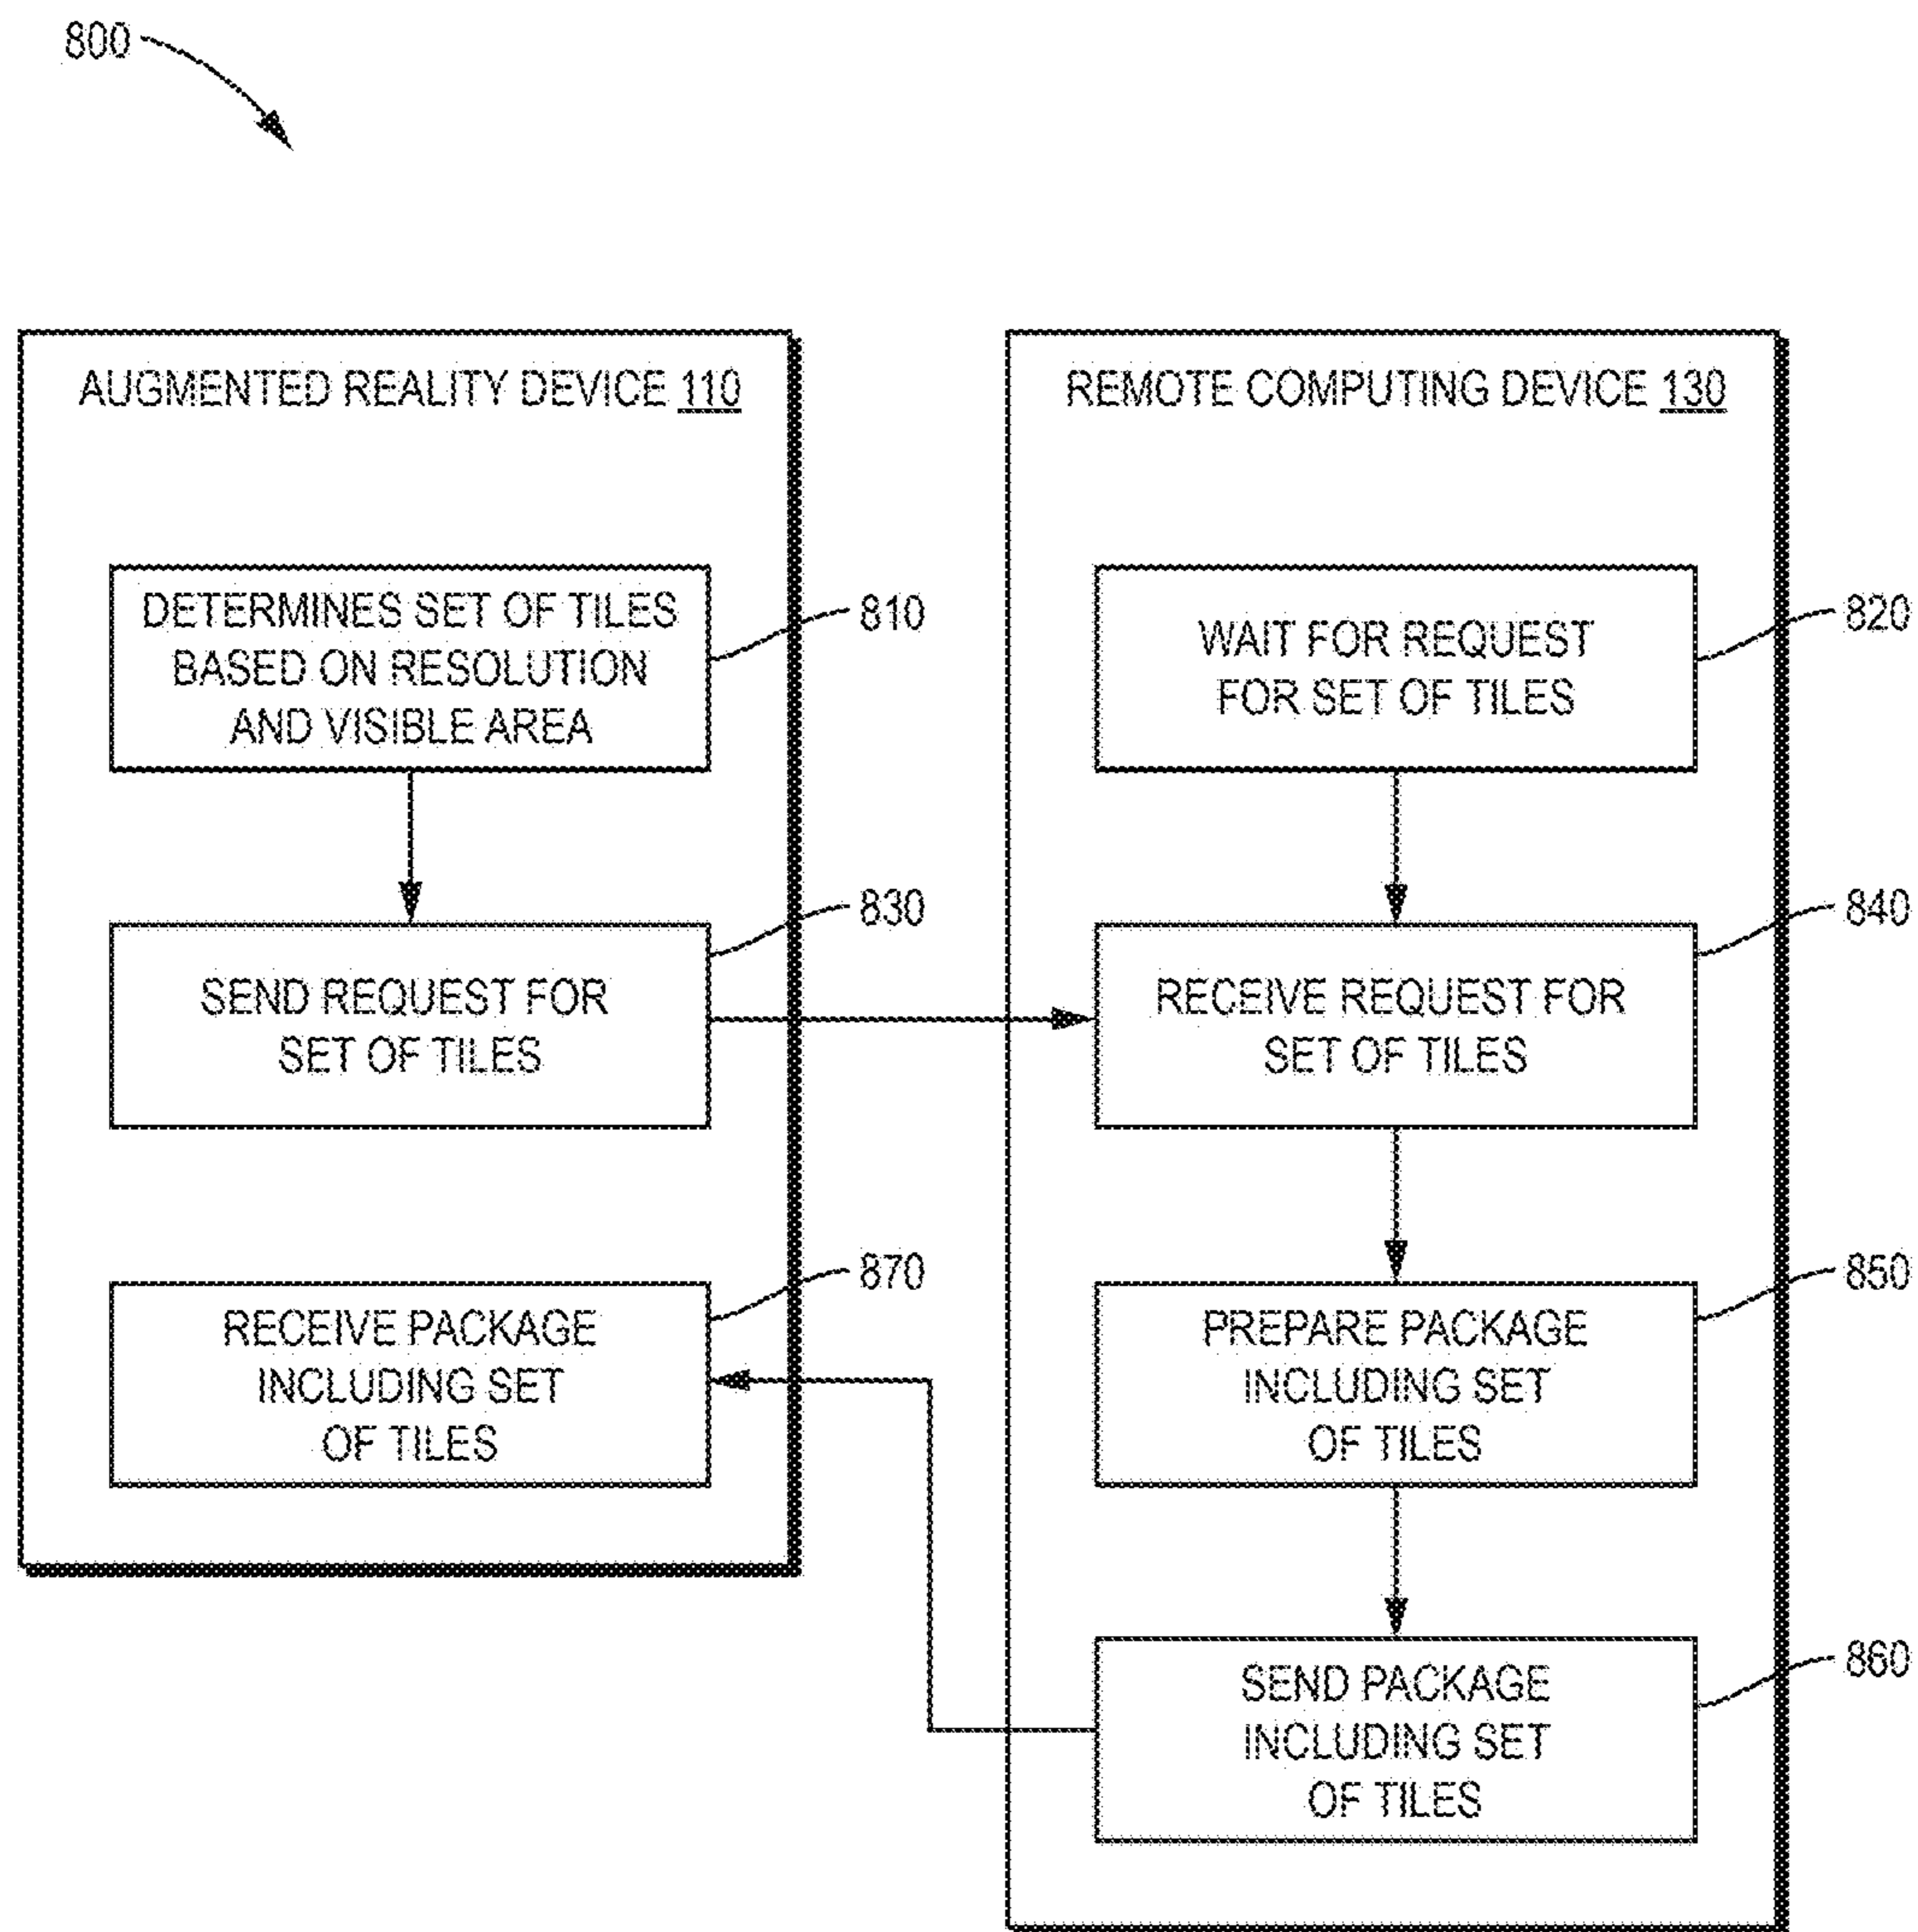 800
AUGMENTED REALITY DEVICE 110
DETERMINES SET OF TILES
BASED ON RESOLUTION
AND VISIBLE AREA
810
SEND REQUEST FOR
SET OF TILES
830
RECEIVE PACKAGE
INCLUDING SET
OF TILES
870
REMOTE COMPUTING DEVICE 130
WAIT FOR REQUEST
FOR SET OF TILES
820
RECEIVE REQUEST FOR
SET OF TILES
840
PREPARE PACKAGE
INCLUDING SET
OF TILES
850
SEND PACKAGE
INCLUDING SET
OF TILES
860